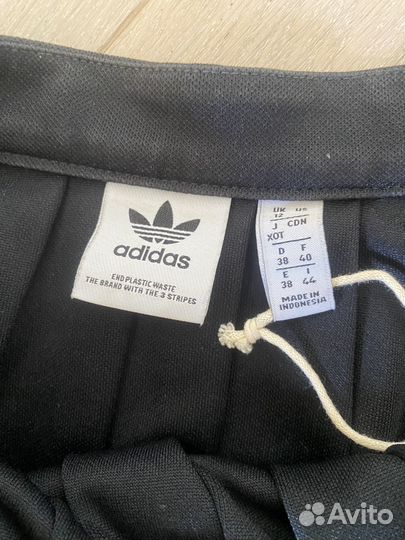 adidas
END PLASTIC WASTE
THE BRAND WITH THE 3 STRIPES
UK US
12
J CDN
XOT
D F
38 40
E I
38 44
MADE IN
INDONESIA
Avito